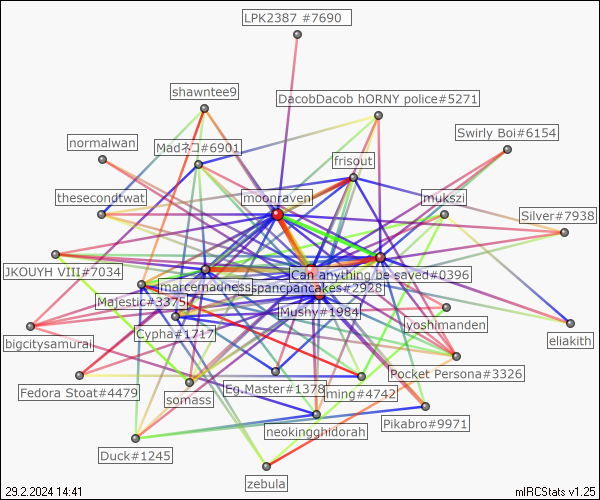 LPK2387 #7690
shawntee9
DacobDacob hORNY police#5271
Swirly Boi#6154
normalwan
Madネコ#6901
frisout
thesecondtwat
moonraven
mukszi
Silver#7938
JKOUYH VIII#7034
Can anything be saved#0396
marcemadness
spancpancakes#2928
Majestic#3375
Mushy#1984
Cypha#1717
yoshimanden
bigcitysamurai
eliakith
Pocket Persona#3326
Fedora Stoat#4479
somass
Eg.Master#1378
ming#4742
Pikabro#9971
neokingghidorah
Duck#1245
zebula
29.2.2024 14:41
mIRCStats v1.25